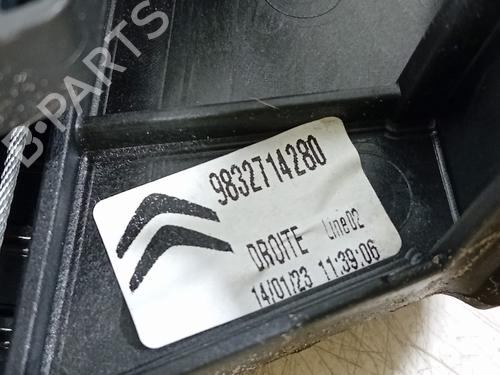 B-PARTS
9832714280
DROITE Line02
14/01/23 11:39:06